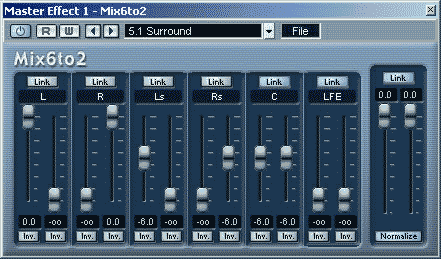 Master Effect 1 - Mix6to2
R W 5.1 Surround File
Mix6to2
Link Link Link Link Link Link Link
L R Ls Rs C LFE 0.0 0.0
0.0 -oo -oo 0.0 -6.0 -oo -oo -6.0 -6.0 -6.0 -oo -oo
Inv. Inv. Inv. Inv. Inv. Inv. Inv. Inv. Inv. Inv. Inv. Inv. Normalize